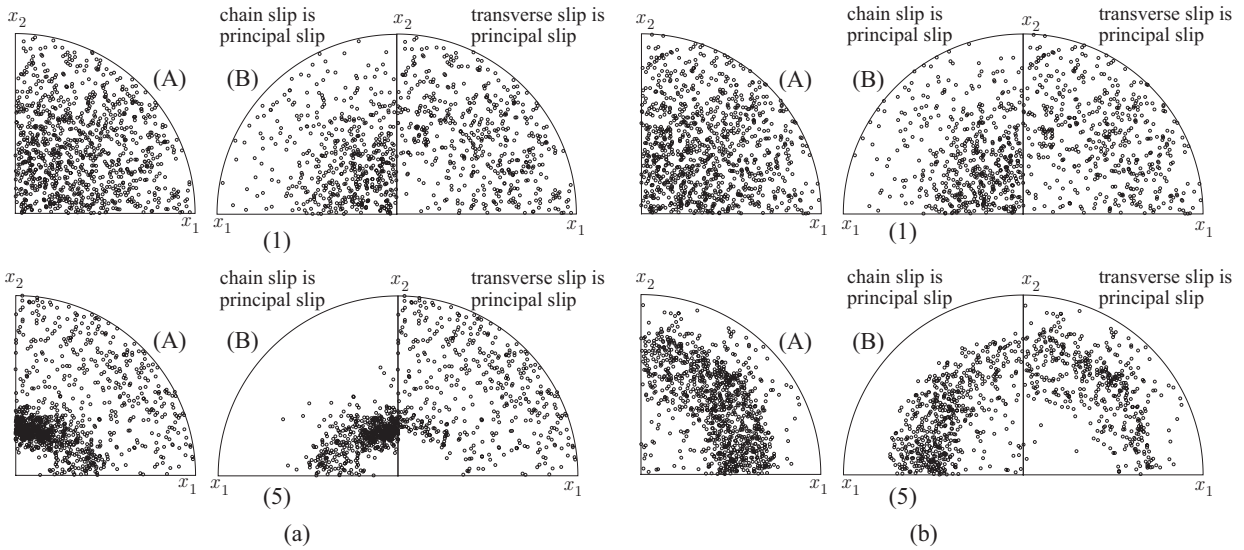 x2
chain slip is
principal slip
transverse slip is
principal slip
(A)
(B)
x1
x1
x1
(1)
x2
x2
chain slip is
principal slip
transverse slip is
principal slip
(A)
(B)
x1
x1
x1
(1)
x2
x2
chain slip is
principal slip
transverse slip is
principal slip
(A)
(B)
x1
x1
x1
(5)
(a)
x2
x2
chain slip is
principal slip
transverse slip is
principal slip
(A)
(B)
x1
x1
x1
(5)
(b)
x2